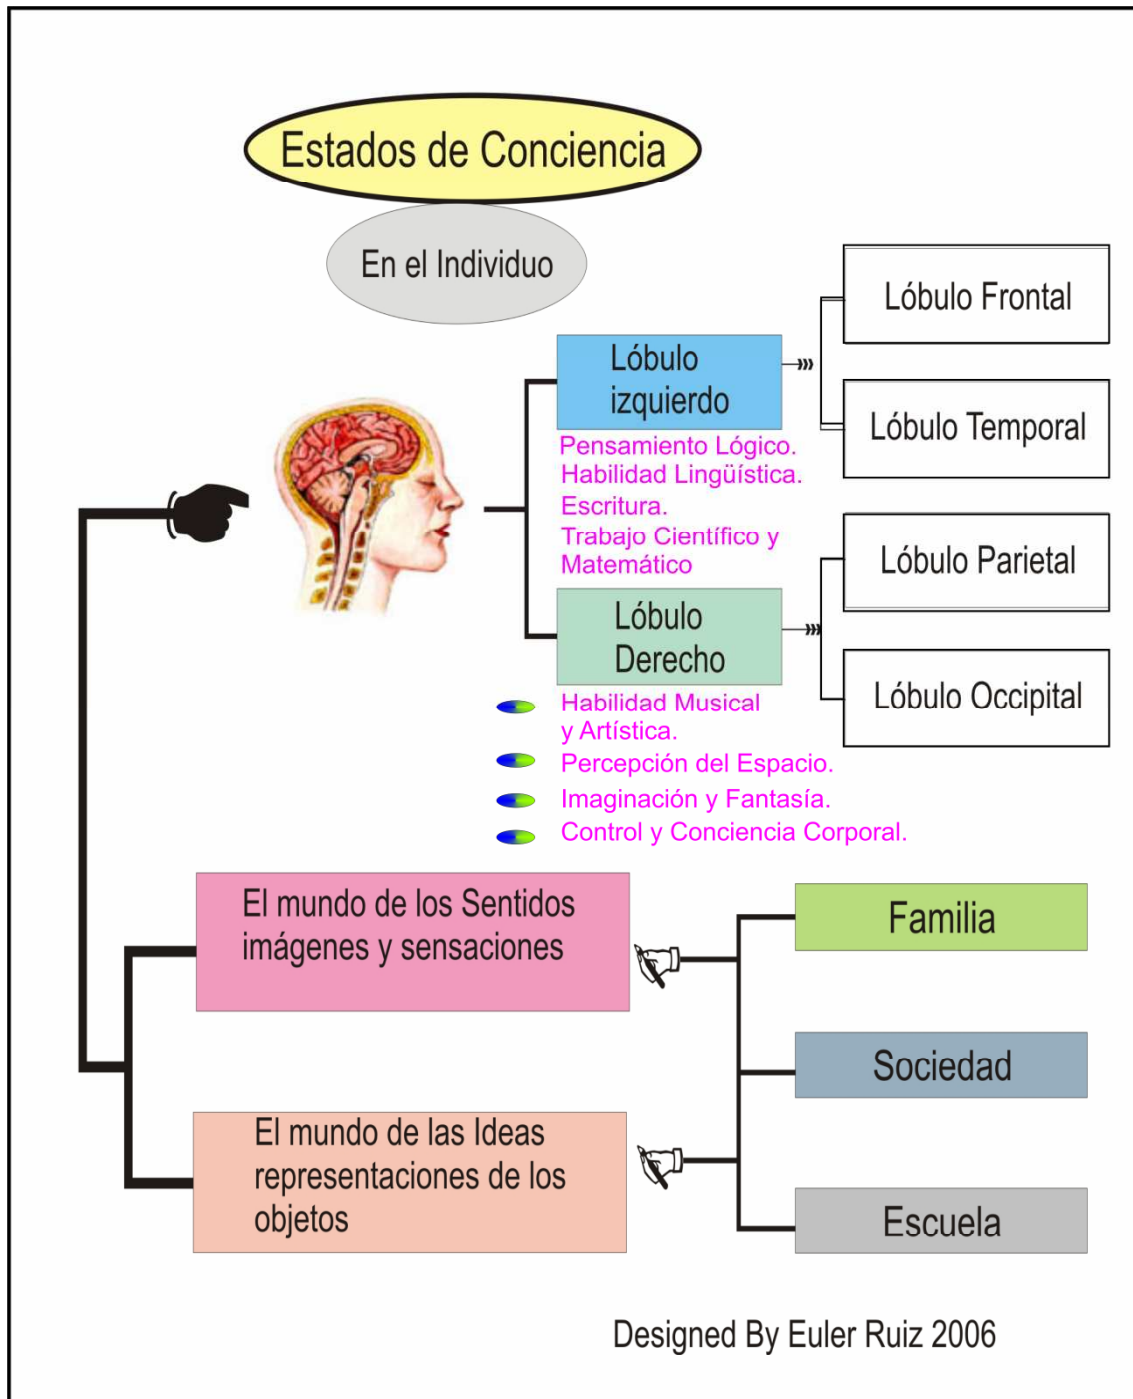 Estados de Conciencia
En el Individuo
Lóbulo
izquierdo
Pensamiento Lógico.
Habilidad Lingüística.
Escritura.
Trabajo Científico y
Matemático
Lóbulo Frontal
Lóbulo Temporal
Lóbulo
Derecho
Habilidad Musical
y Artística.
Percepción del Espacio.
Imaginación y Fantasía.
Control y Conciencia Corporal.
Lóbulo Parietal
Lóbulo Occipital
El mundo de los Sentidos
imágenes y sensaciones
El mundo de las Ideas
representaciones de los
objetos
Familia
Sociedad
Escuela
Designed By Euler Ruiz 2006